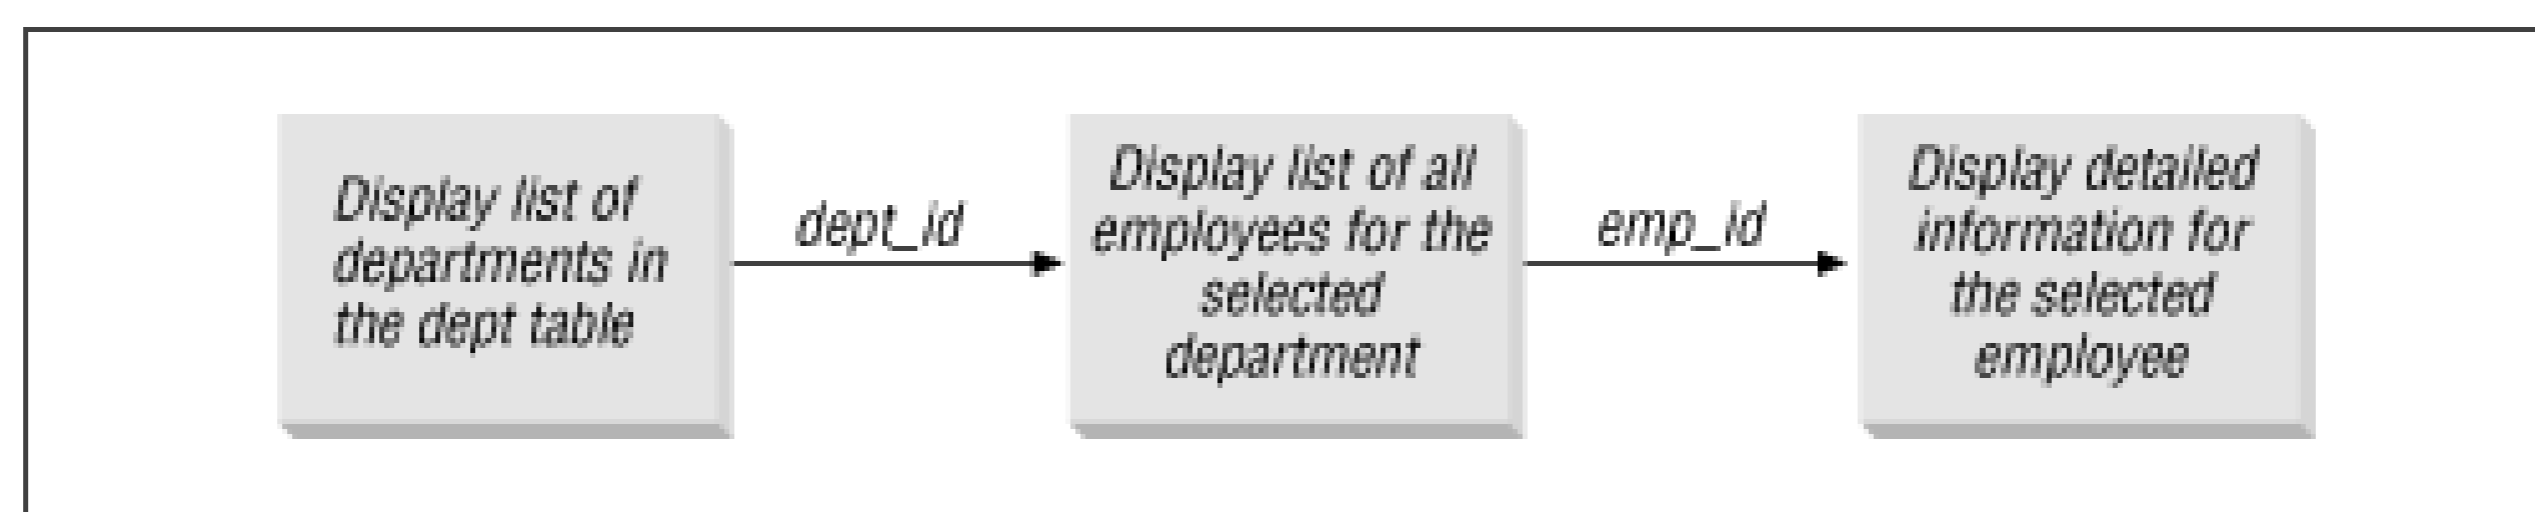 Display list of
departments in
the dept table
dept_id
Display list of all
employees for the
selected
department
emp_id
Display detailed
information for
the selected
employee